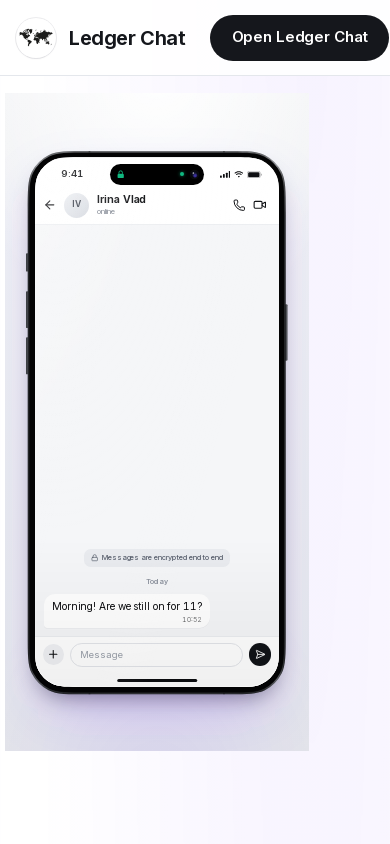 Ledger Chat
Open Ledger Chat
9:41
IV
Irina Vlad
online
Messages are encrypted end to end
Today
Morning! Are we still on for 11?
10:52
Message